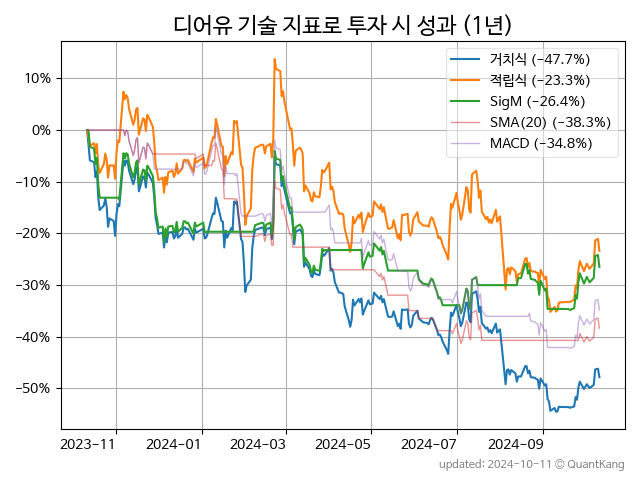 디어유 기술 지표로 투자 시 성과 (1년)
거치식 (−47.7%)
적립식 (−23.3%)
SigM (−26.4%)
SMA(20) (−38.3%)
MACD (−34.8%)
10%
0%
−10%
−20%
−30%
−40%
−50%
2023−11 2024−01 2024−03 2024−05 2024−07 2024−09
updated: 2024-10-11 © QuantKang